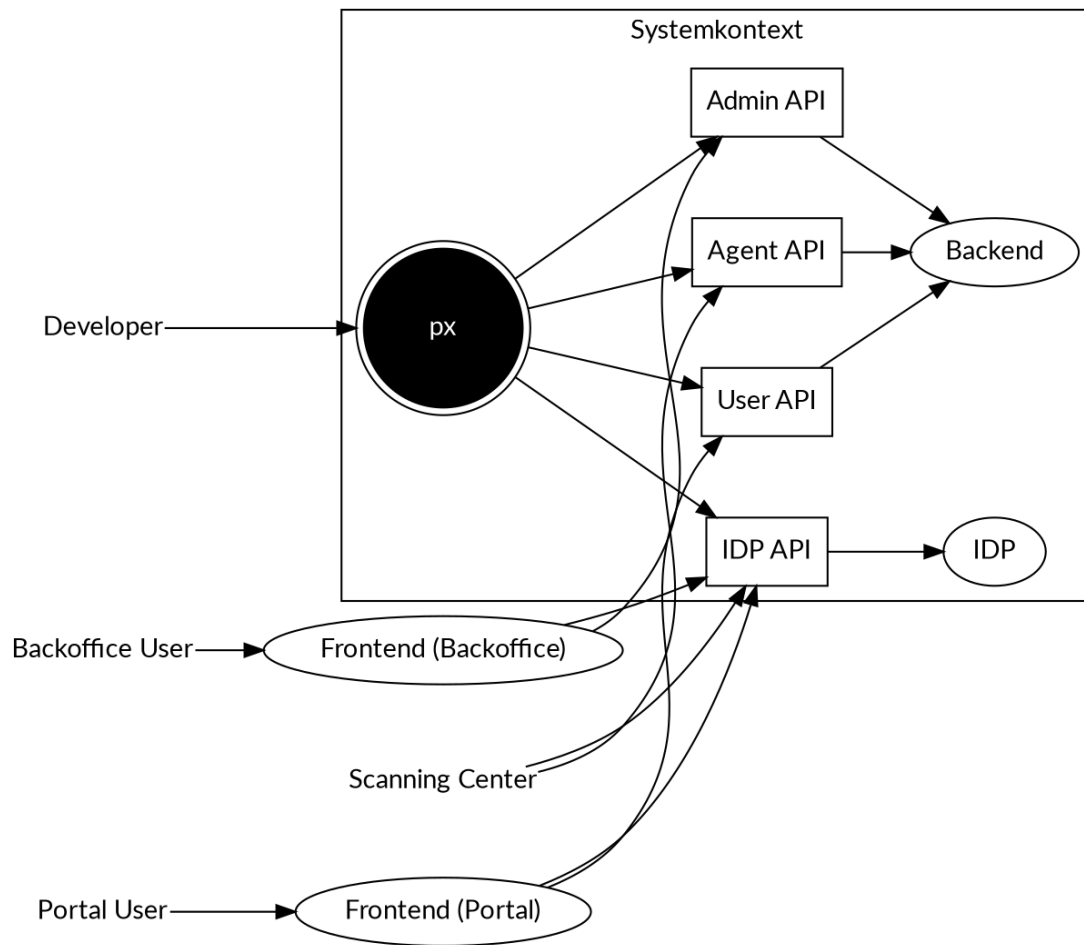 Systemkontext
Admin API
Agent API
Backend
Developer
px
User API
IDP API
IDP
Backoffice User
Frontend (Backoffice)
Scanning Center
Portal User
Frontend (Portal)